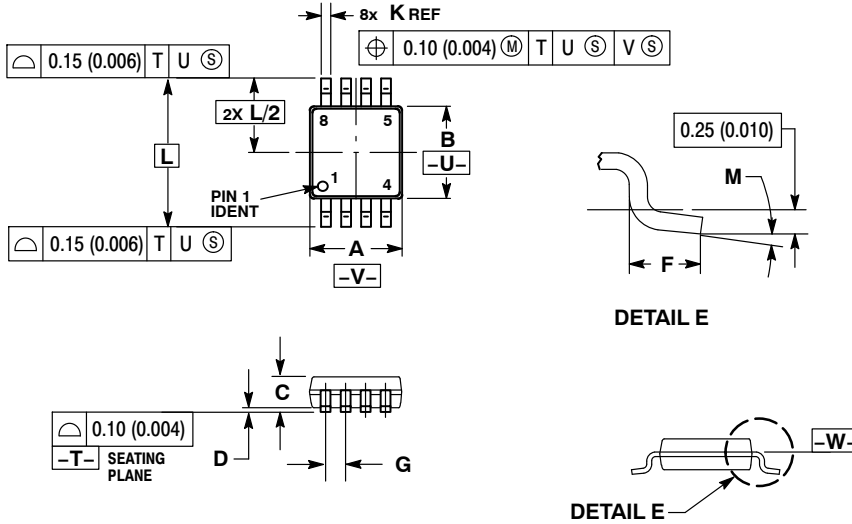 8x K REF
⌖ 0.10 (0.004) Ⓜ T U Ⓢ V Ⓢ
⌓ 0.15 (0.006) T U Ⓢ
2X L/2
8 5
B
-U-
L
0.25 (0.010)
M
PIN 1
IDENT
1 4
⌓ 0.15 (0.006) T U Ⓢ
A
-V-
F
DETAIL E
C
⌓ 0.10 (0.004)
-T- SEATING
PLANE
D
G
-W-
DETAIL E